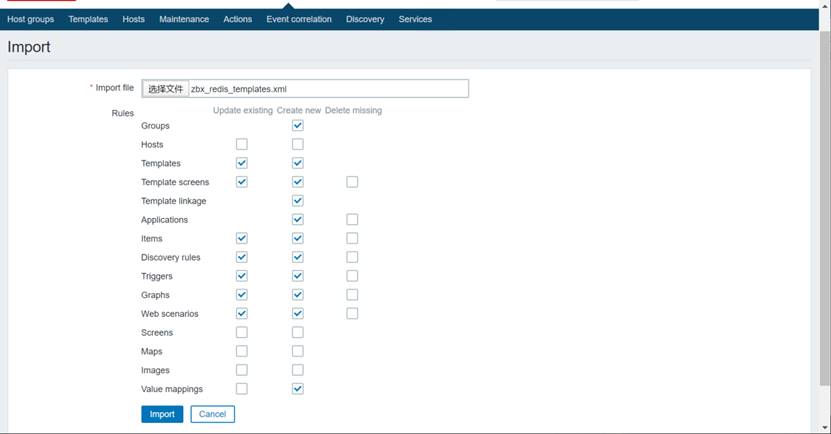 Host groups Templates Hosts Maintenance Actions Event correlation Discovery Services
Import
* Import file 选择文件 zbx_redis_templates.xml
Rules Update existing Create new Delete missing
Groups
Hosts
Templates
Template screens
Template linkage
Applications
Items
Discovery rules
Triggers
Graphs
Web scenarios
Screens
Maps
Images
Value mappings
Import Cancel